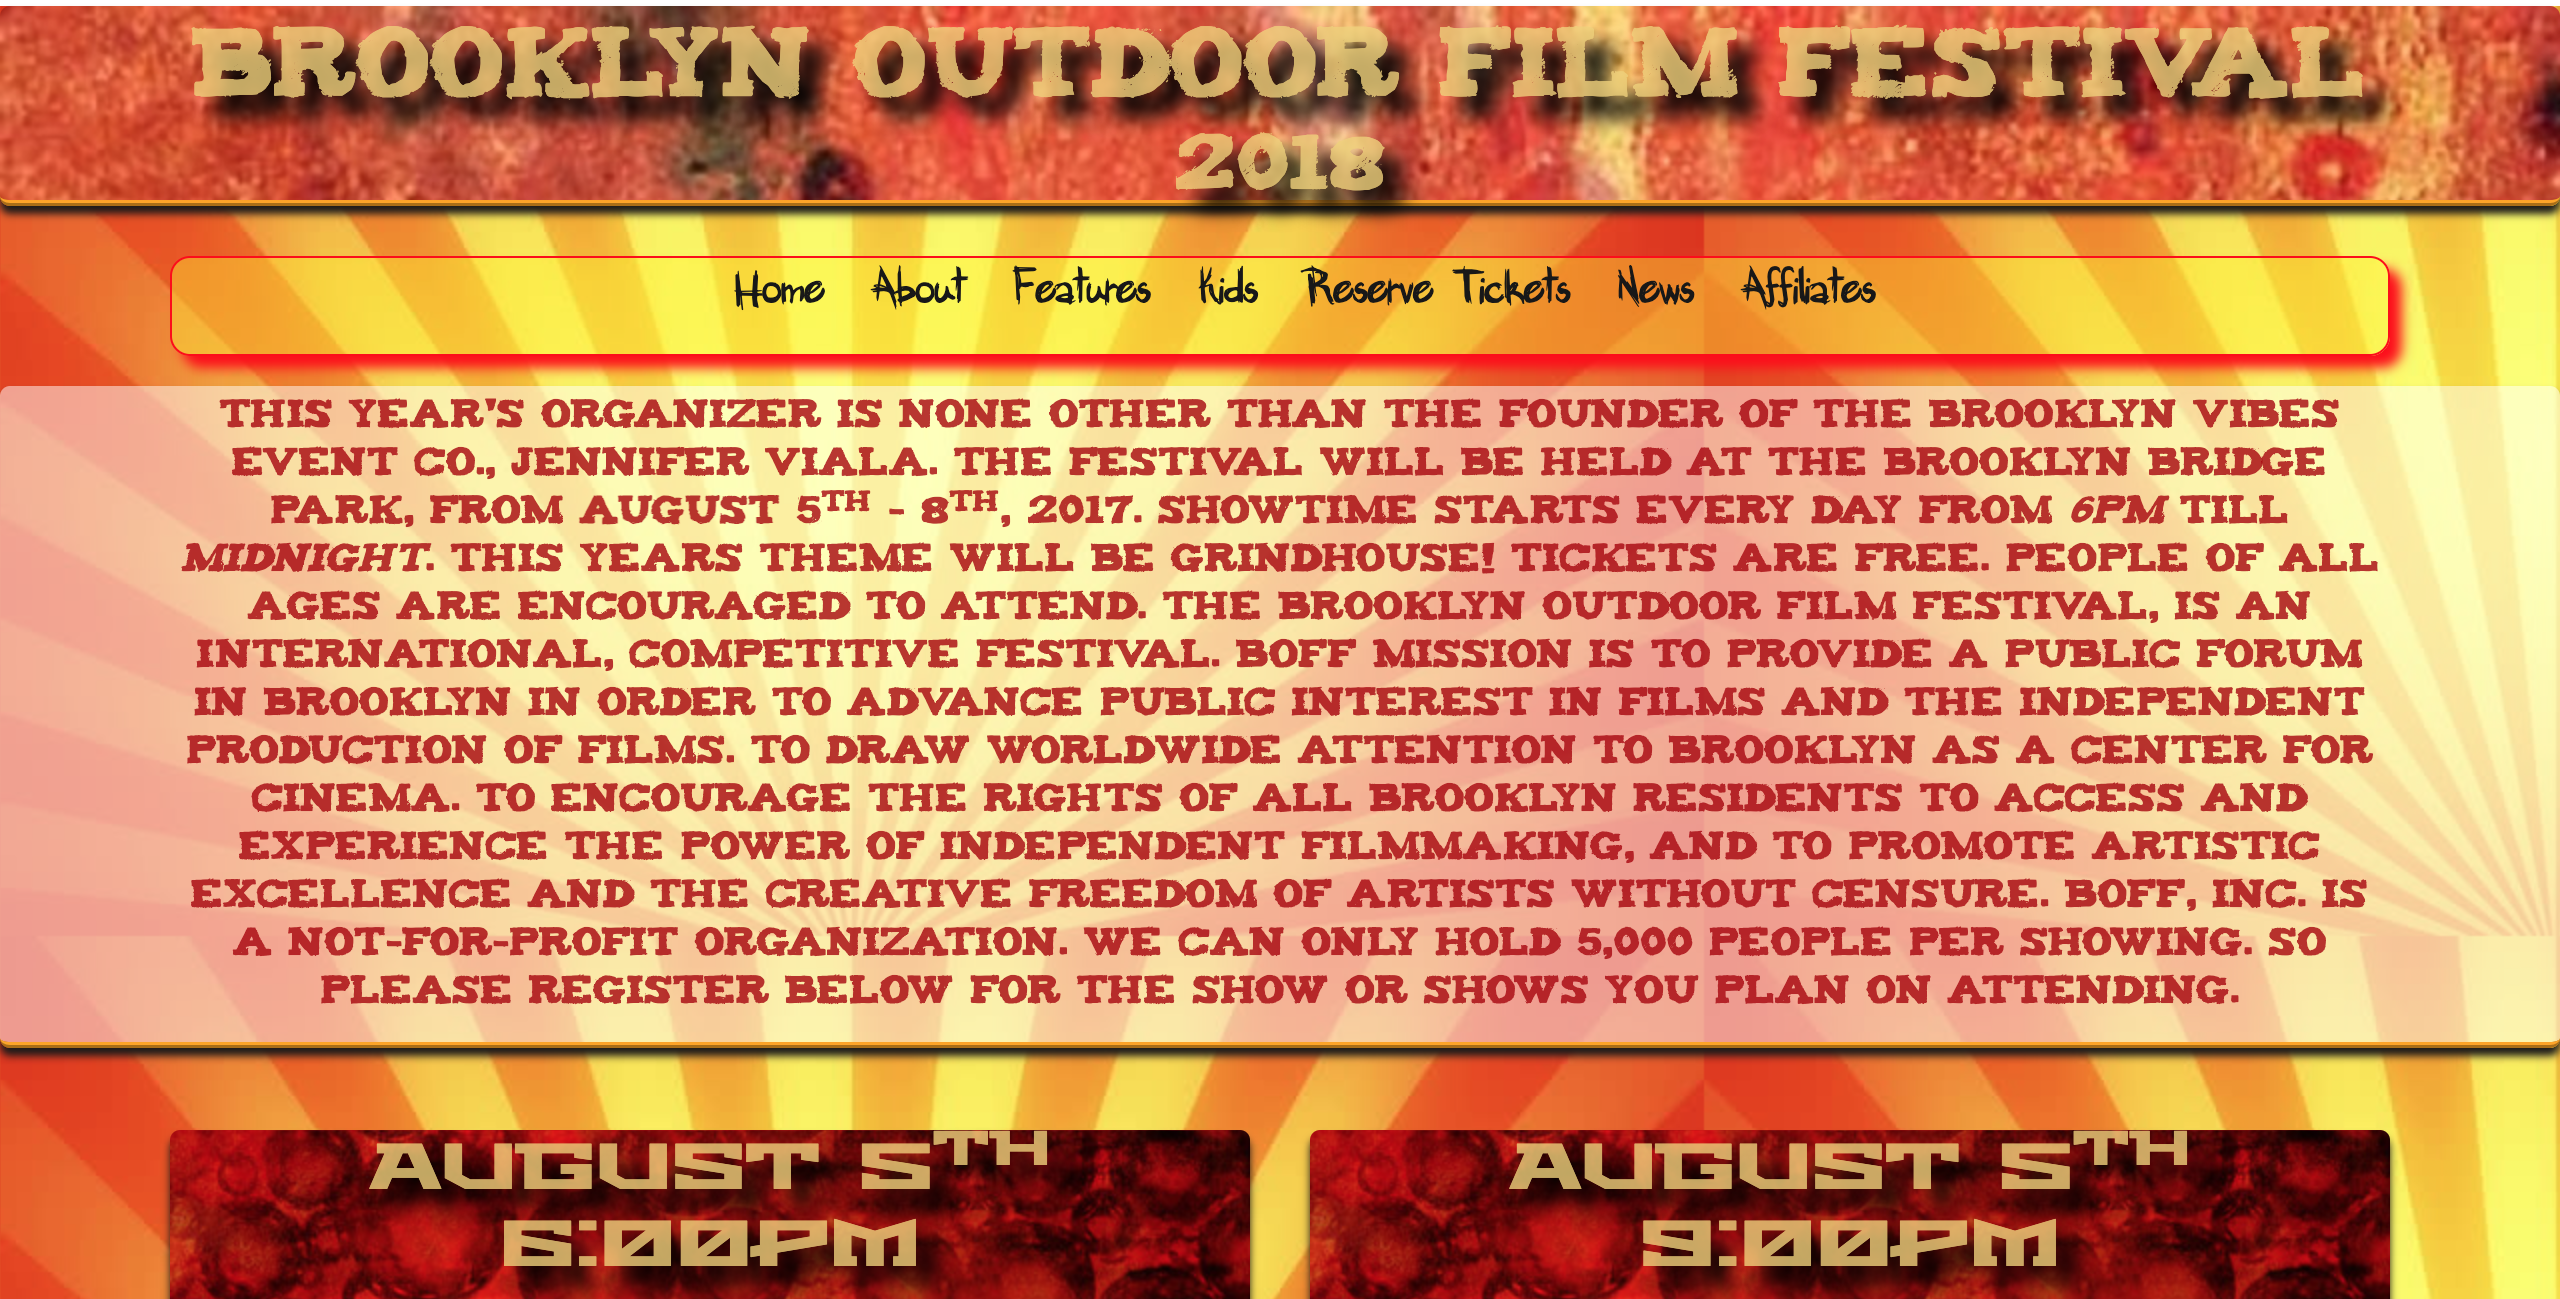 BROOKLYN OUTDOOR FILM FESTIVAL
2018
Home About Features Kids Reserve Tickets News Affiliates
THIS YEAR'S ORGANIZER IS NONE OTHER THAN THE FOUNDER OF THE BROOKLYN VIBES
EVENT CO., JENNIFER VIALA. THE FESTIVAL WILL BE HELD AT THE BROOKLYN BRIDGE
PARK, FROM AUGUST 5TH - 8TH, 2017. SHOWTIME STARTS EVERY DAY FROM 6PM TILL
MIDNIGHT. THIS YEARS THEME WILL BE GRINDHOUSE! TICKETS ARE FREE. PEOPLE OF ALL
AGES ARE ENCOURAGED TO ATTEND. THE BROOKLYN OUTDOOR FILM FESTIVAL, IS AN
INTERNATIONAL, COMPETITIVE FESTIVAL. BOFF MISSION IS TO PROVIDE A PUBLIC FORUM
IN BROOKLYN IN ORDER TO ADVANCE PUBLIC INTEREST IN FILMS AND THE INDEPENDENT
PRODUCTION OF FILMS. TO DRAW WORLDWIDE ATTENTION TO BROOKLYN AS A CENTER FOR
CINEMA. TO ENCOURAGE THE RIGHTS OF ALL BROOKLYN RESIDENTS TO ACCESS AND
EXPERIENCE THE POWER OF INDEPENDENT FILMMAKING, AND TO PROMOTE ARTISTIC
EXCELLENCE AND THE CREATIVE FREEDOM OF ARTISTS WITHOUT CENSURE. BOFF, INC. IS
A NOT-FOR-PROFIT ORGANIZATION. WE CAN ONLY HOLD 5,000 PEOPLE PER SHOWING. SO
PLEASE REGISTER BELOW FOR THE SHOW OR SHOWS YOU PLAN ON ATTENDING.
AUGUST 5TH
6:00PM
AUGUST 5TH
9:00PM